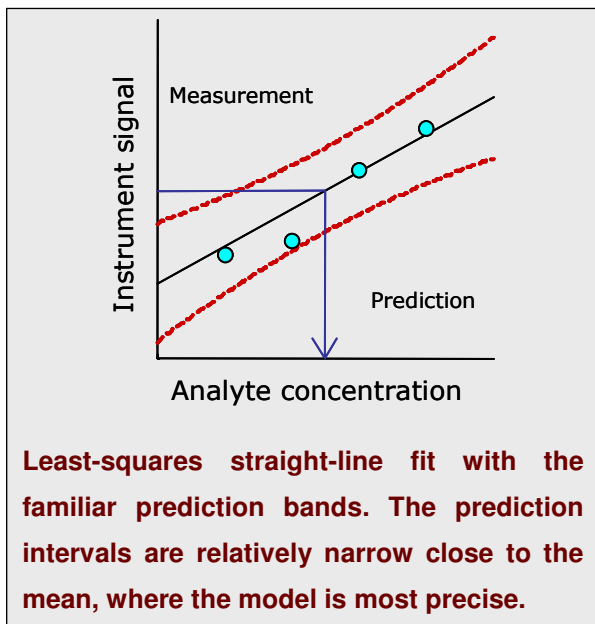 Instrument signal
Measurement
Prediction
Analyte concentration
Least-squares straight-line fit with the
familiar prediction bands. The prediction
intervals are relatively narrow close to the
mean, where the model is most precise.